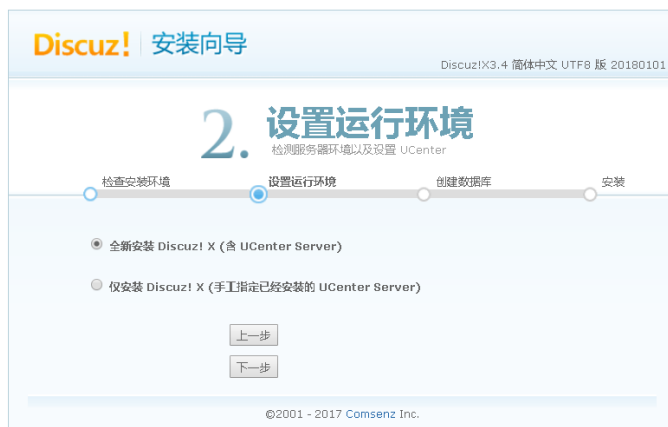 Discuz! 安装向导
Discuz!X3.4 简体中文 UTF8 版 20180101
2. 设置运行环境
检测服务器环境以及设置 UCenter
检查安装环境 设置运行环境 创建数据库 安装
全新安装 Discuz! X (含 UCenter Server)
仅安装 Discuz! X (手工指定已经安装的 UCenter Server)
上一步
下一步
©2001 - 2017 Comsenz Inc.